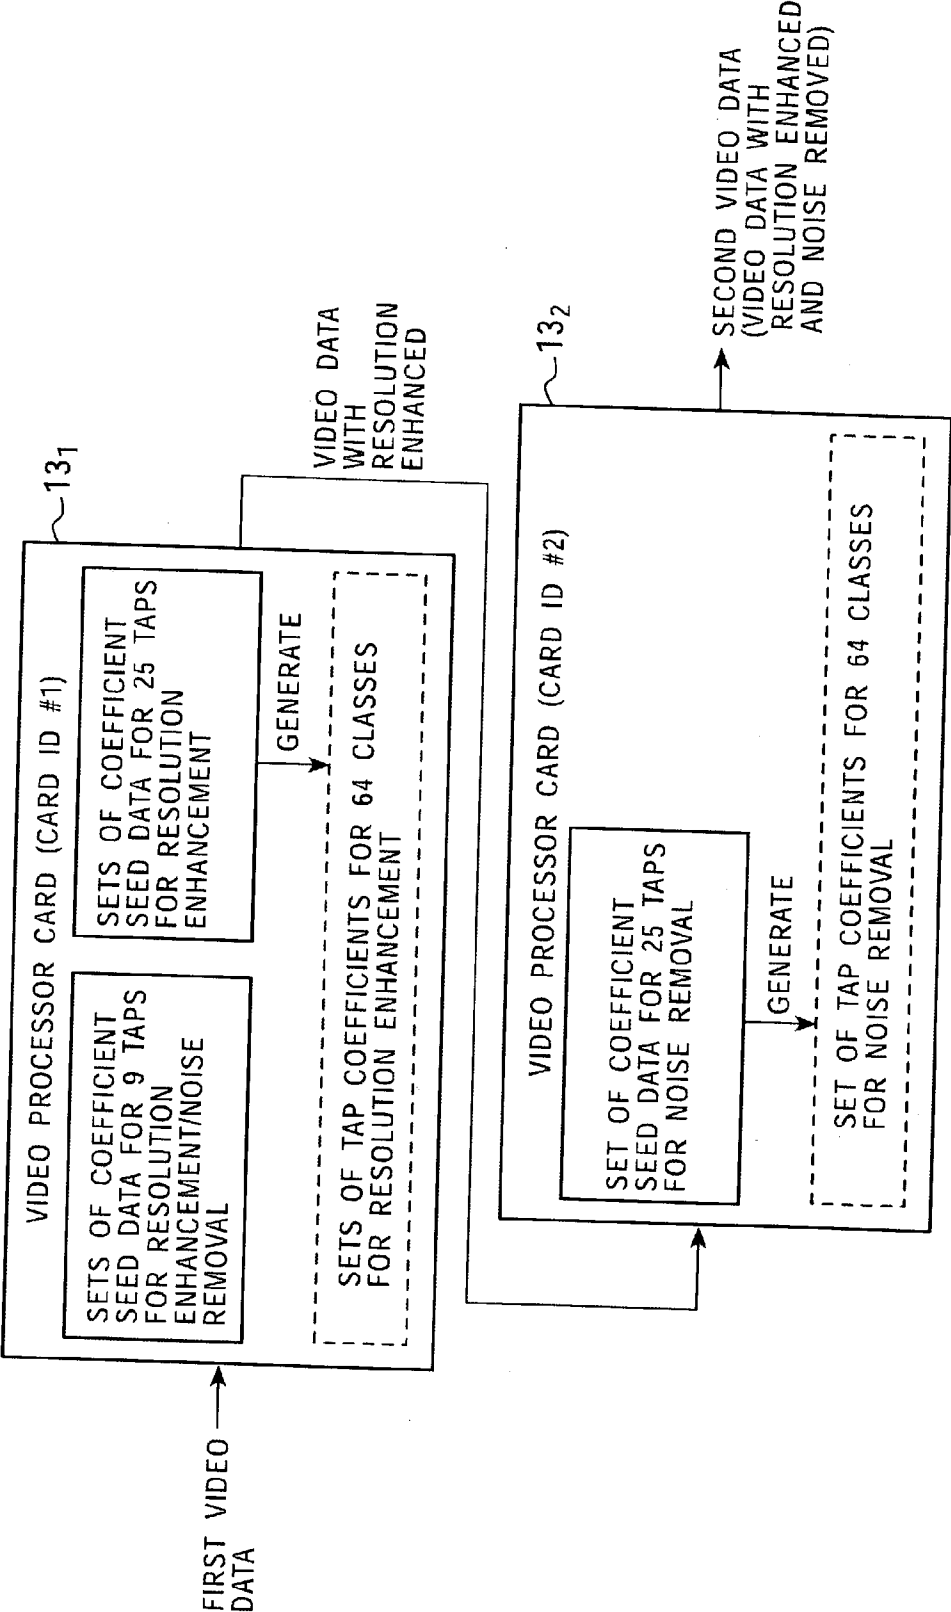 FIRST VIDEO
DATA
VIDEO PROCESSOR CARD (CARD ID #1)
13₁
SETS OF COEFFICIENT
SEED DATA FOR 9 TAPS
FOR RESOLUTION
ENHANCEMENT/NOISE
REMOVAL
SETS OF COEFFICIENT
SEED DATA FOR 25 TAPS
FOR RESOLUTION
ENHANCEMENT
GENERATE
SETS OF TAP COEFFICIENTS FOR 64 CLASSES
FOR RESOLUTION ENHANCEMENT
VIDEO DATA
WITH
RESOLUTION
ENHANCED
VIDEO PROCESSOR CARD (CARD ID #2)
13₂
SET OF COEFFICIENT
SEED DATA FOR 25 TAPS
FOR NOISE REMOVAL
GENERATE
SET OF TAP COEFFICIENTS FOR 64 CLASSES
FOR NOISE REMOVAL
SECOND VIDEO DATA
(VIDEO DATA WITH
RESOLUTION ENHANCED
AND NOISE REMOVED)